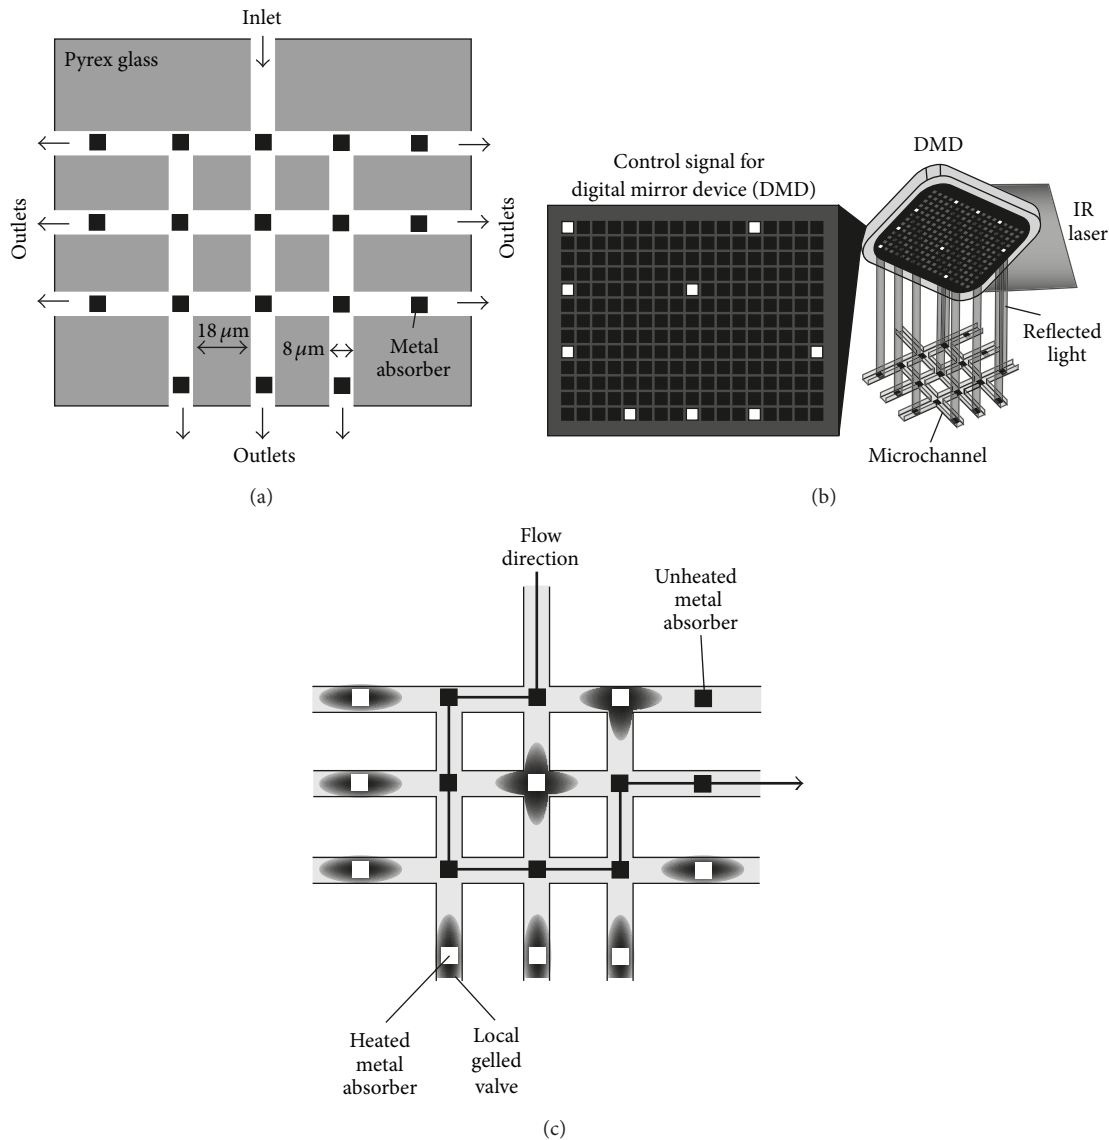 Inlet
Pyrex glass
Outlets
Outlets
18 μm
8 μm
Metal
absorber
Outlets
(a)
Control signal for
digital mirror device (DMD)
DMD
IR
laser
Reflected
light
Microchannel
(b)
Flow
direction
Unheated
metal
absorber
Heated
metal
absorber
Local
gelled
valve
(c)